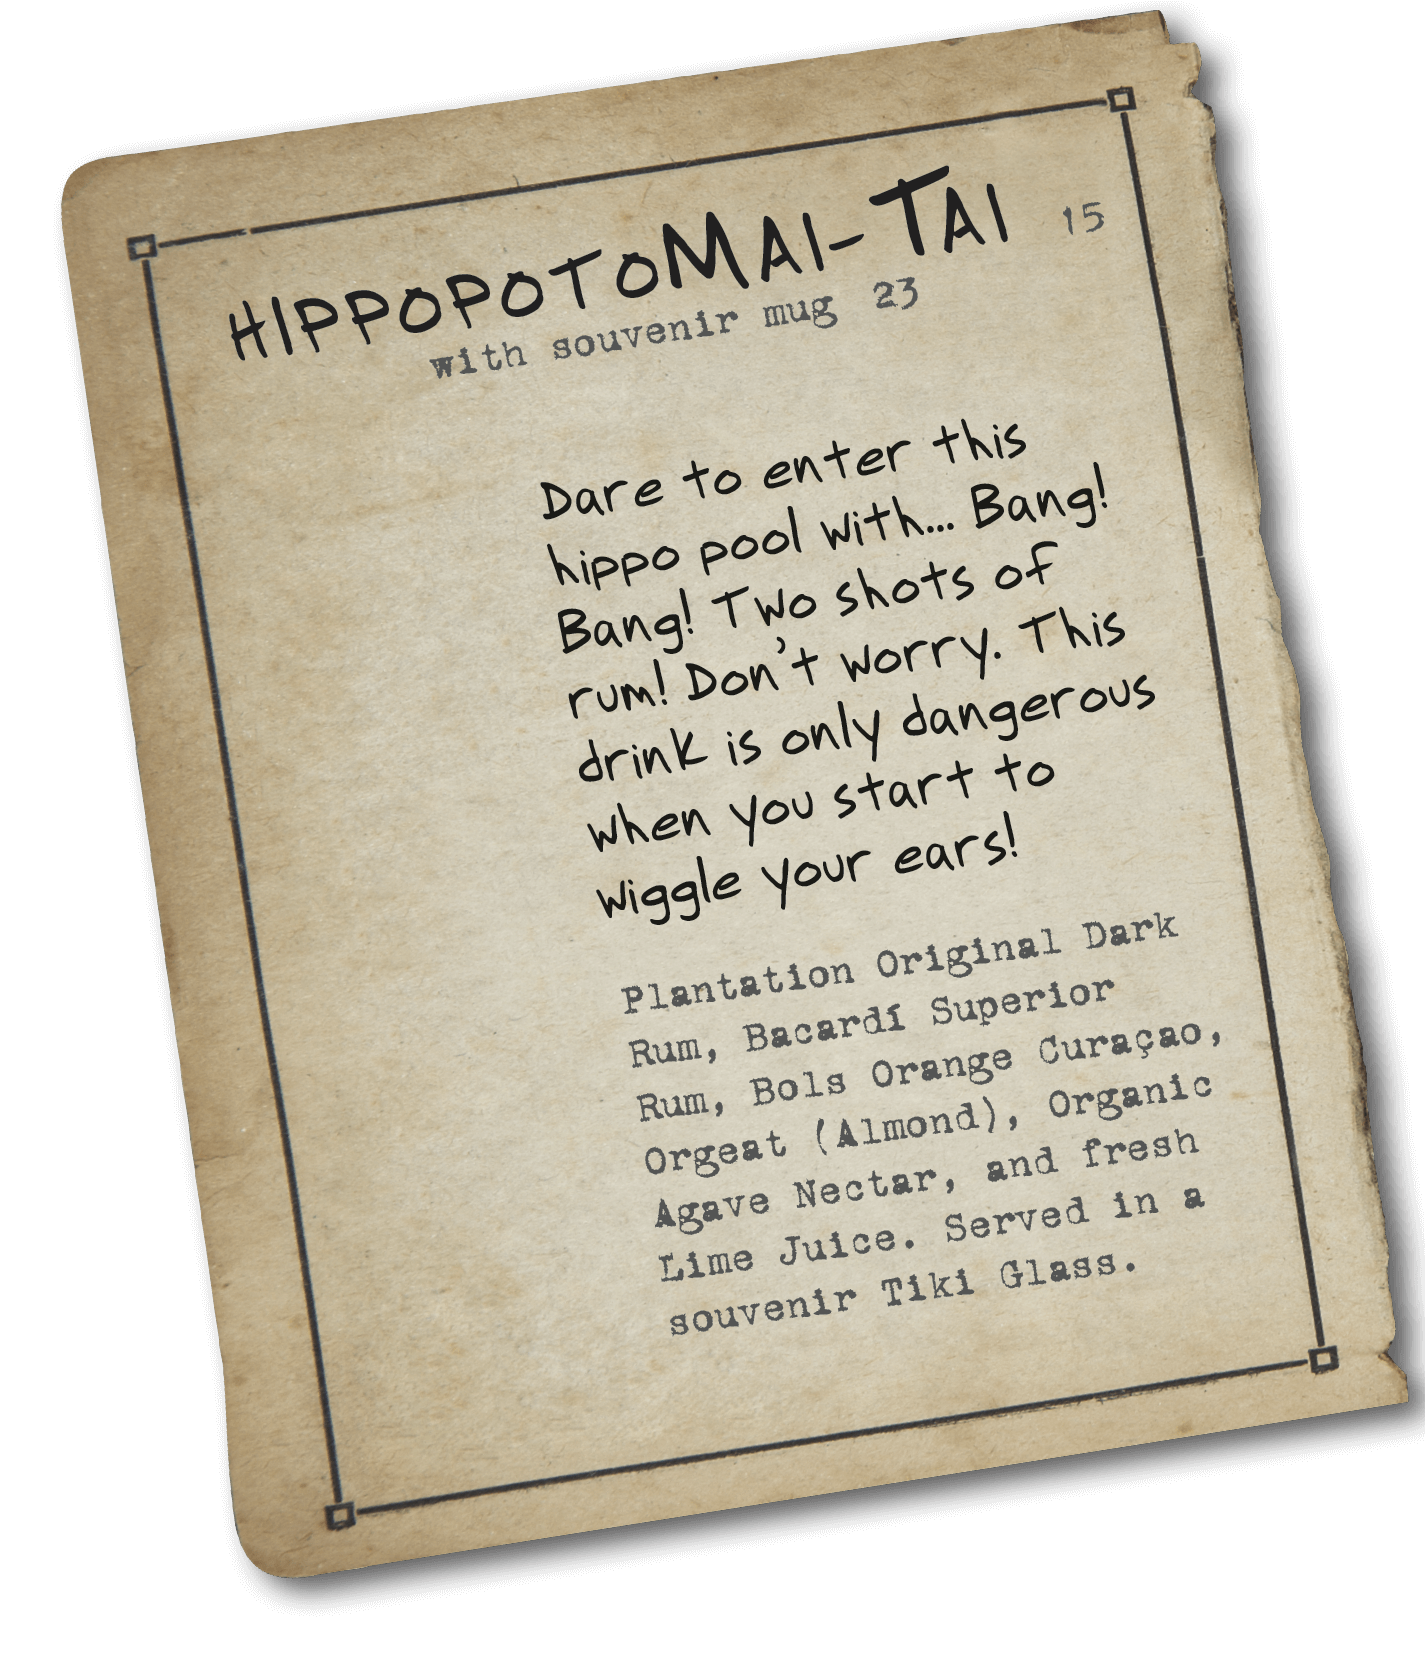 HIPPOPOTOMAI-TAI 15
with souvenir mug 23
Dare to enter this
hippo pool with... Bang!
Bang! Two shots of
rum! Don't worry. This
drink is only dangerous
when you start to
wiggle your ears!
Plantation Original Dark
Rum, Bacardí Superior
Rum, Bols Orange Curaçao,
Orgeat (Almond), Organic
Agave Nectar, and fresh
Lime Juice. Served in a
souvenir Tiki Glass.